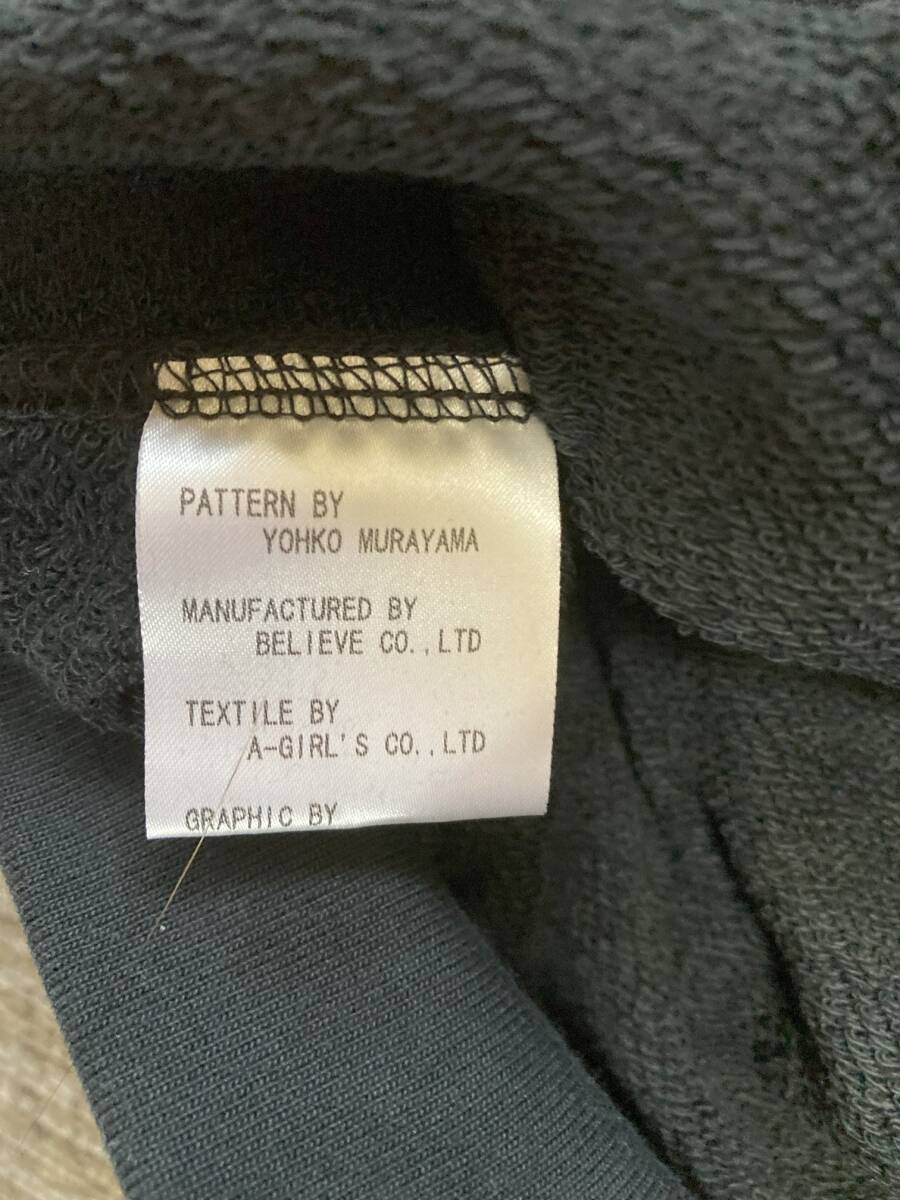 PATTERN BY
YOHKO MURAYAMA
MANUFACTURED BY
BELIEVE CO.,LTD
TEXTILE BY
A-GIRL'S CO.,LTD
GRAPHIC BY